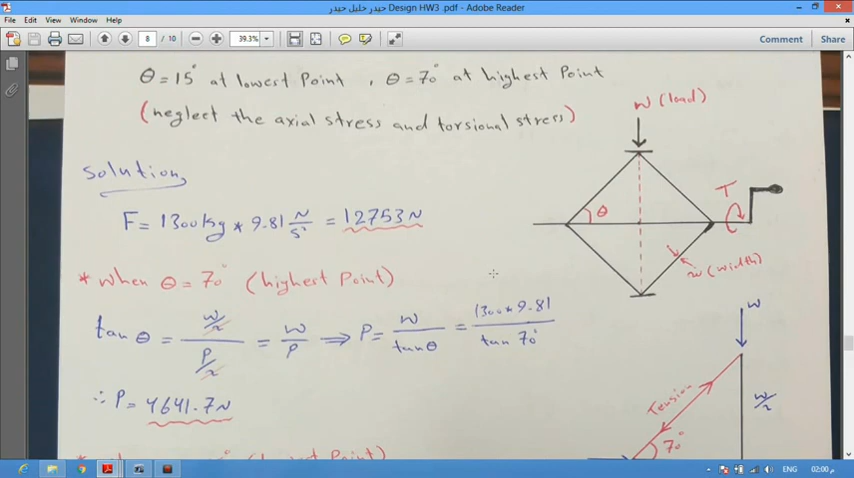 حيدر خليل حيدر Design HW3 .pdf - Adobe Reader
File Edit View Window Help
8 / 10 39.3% Comment Share
θ = 15° at lowest Point , θ = 70° at highest Point
(neglect the axial stress and torsional stress)
W (load)
Solution,
T
θ
F = 1300 kg * 9.81 N/s² = 12753 N
w (width)
* when θ = 70° (highest Point)
tan θ = (W/2)/(P/2) = W/P ⇒ P = W/tan θ = 1300*9.81/tan 70°
W
∴ P = 4641.7 N
Tension
W/2
70°
(lowest Point)
ENG 02:00 م